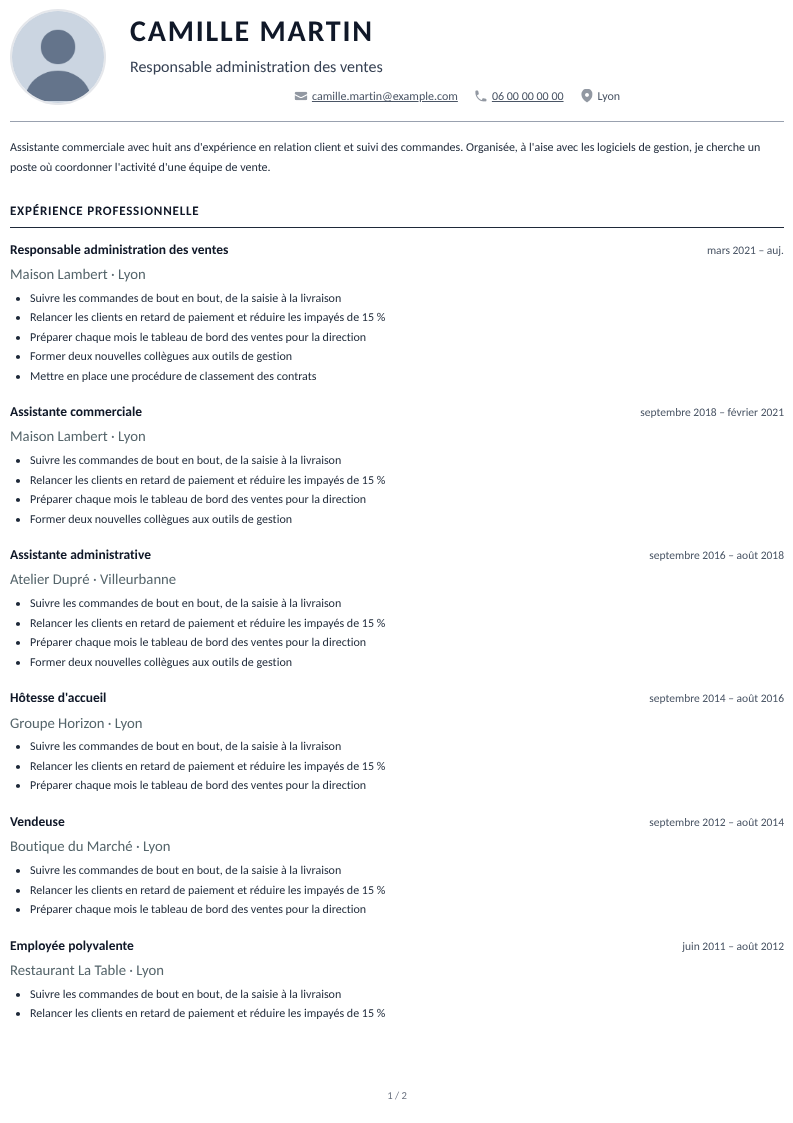 CAMILLE MARTIN
Responsable administration des ventes
camille.martin@example.com 06 00 00 00 00 Lyon
Assistante commerciale avec huit ans d'expérience en relation client et suivi des commandes. Organisée, à l'aise avec les logiciels de gestion, je cherche un
poste où coordonner l'activité d'une équipe de vente.
EXPÉRIENCE PROFESSIONNELLE
Responsable administration des ventes mars 2021 – auj.
Maison Lambert · Lyon
• Suivre les commandes de bout en bout, de la saisie à la livraison
• Relancer les clients en retard de paiement et réduire les impayés de 15 %
• Préparer chaque mois le tableau de bord des ventes pour la direction
• Former deux nouvelles collègues aux outils de gestion
• Mettre en place une procédure de classement des contrats
Assistante commerciale septembre 2018 – février 2021
Maison Lambert · Lyon
• Suivre les commandes de bout en bout, de la saisie à la livraison
• Relancer les clients en retard de paiement et réduire les impayés de 15 %
• Préparer chaque mois le tableau de bord des ventes pour la direction
• Former deux nouvelles collègues aux outils de gestion
Assistante administrative septembre 2016 – août 2018
Atelier Dupré · Villeurbanne
• Suivre les commandes de bout en bout, de la saisie à la livraison
• Relancer les clients en retard de paiement et réduire les impayés de 15 %
• Préparer chaque mois le tableau de bord des ventes pour la direction
• Former deux nouvelles collègues aux outils de gestion
Hôtesse d'accueil septembre 2014 – août 2016
Groupe Horizon · Lyon
• Suivre les commandes de bout en bout, de la saisie à la livraison
• Relancer les clients en retard de paiement et réduire les impayés de 15 %
• Préparer chaque mois le tableau de bord des ventes pour la direction
Vendeuse septembre 2012 – août 2014
Boutique du Marché · Lyon
• Suivre les commandes de bout en bout, de la saisie à la livraison
• Relancer les clients en retard de paiement et réduire les impayés de 15 %
• Préparer chaque mois le tableau de bord des ventes pour la direction
Employée polyvalente juin 2011 – août 2012
Restaurant La Table · Lyon
• Suivre les commandes de bout en bout, de la saisie à la livraison
• Relancer les clients en retard de paiement et réduire les impayés de 15 %
1 / 2